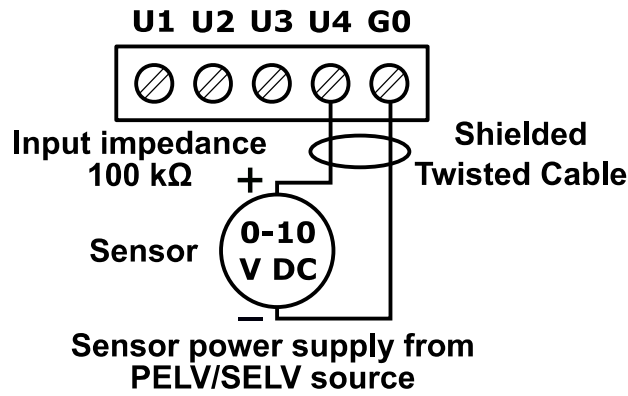 U1 U2 U3 U4 G0
Input impedance
100 kΩ
Shielded
Twisted Cable
+
Sensor
0-10
V DC
−
Sensor power supply from
PELV/SELV source